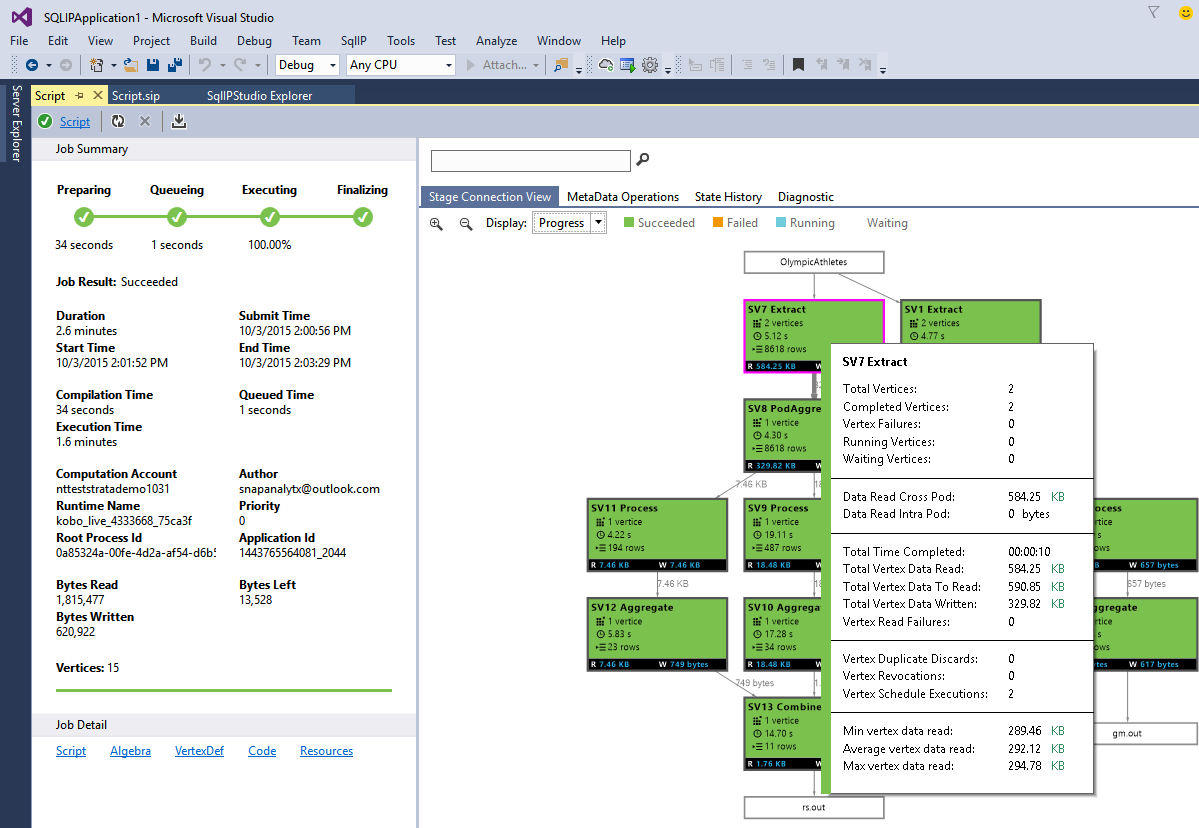 SQLIPApplication1 - Microsoft Visual Studio
File Edit View Project Build Debug Team SqlIP Tools Test Analyze Window Help
Debug Any CPU Attach...
Server Explorer
Script Script.sip SqlIPStudio Explorer
Script
Job Summary
Preparing Queueing Executing Finalizing
34 seconds 1 seconds 100.00%
Job Result: Succeeded
Duration Submit Time
2.6 minutes 10/3/2015 2:00:56 PM
Start Time End Time
10/3/2015 2:01:52 PM 10/3/2015 2:03:29 PM
Compilation Time Queued Time
34 seconds 1 seconds
Execution Time
1.6 minutes
Computation Account Author
ntteststratademo1031 snapanalytx@outlook.com
Runtime Name Priority
kobo_live_4333668_75ca3f 0
Root Process Id Application Id
0a85324a-00fe-4d2a-af54-d6b5 1443765564081_2044
Bytes Read Bytes Left
1,815,477 13,528
Bytes Written
620,922
Vertices: 15
Job Detail
Script Algebra VertexDef Code Resources
Stage Connection View MetaData Operations State History Diagnostic
Display: Progress Succeeded Failed Running Waiting
OlympicAthletes
SV7 Extract
2 vertices
5.12 s
8618 rows
R 584.25 KB W
SV1 Extract
2 vertices
4.77 s
SV8 PodAggre
1 vertice
4.30 s
8618 rows
R 329.82 KB W
7.46 KB
SV11 Process
1 vertice
4.22 s
194 rows
R 7.46 KB W 7.46 KB
SV9 Process
1 vertice
19.11 s
487 rows
R 18.48 KB W
ocess
rtice
s
ows
W 657 bytes
7.46 KB
657 bytes
SV12 Aggregate
1 vertice
5.83 s
23 rows
R 7.46 KB W 749 bytes
SV10 Aggrega
1 vertice
17.28 s
34 rows
R 18.48 KB W
ggregate
rtice
s
ows
ytes W 617 bytes
749 bytes
SV13 Combine
1 vertice
14.70 s
11 rows
R 1.76 KB W
gm.out
rs.out
SV7 Extract
Total Vertices: 2
Completed Vertices: 2
Vertex Failures: 0
Running Vertices: 0
Waiting Vertices: 0
Data Read Cross Pod: 584.25 KB
Data Read Intra Pod: 0 bytes
Total Time Completed: 00:00:10
Total Vertex Data Read: 584.25 KB
Total Vertex Data To Read: 590.85 KB
Total Vertex Data Written: 329.82 KB
Vertex Read Failures: 0
Vertex Duplicate Discards: 0
Vertex Revocations: 0
Vertex Schedule Executions: 2
Min vertex data read: 289.46 KB
Average vertex data read: 292.12 KB
Max vertex data read: 294.78 KB